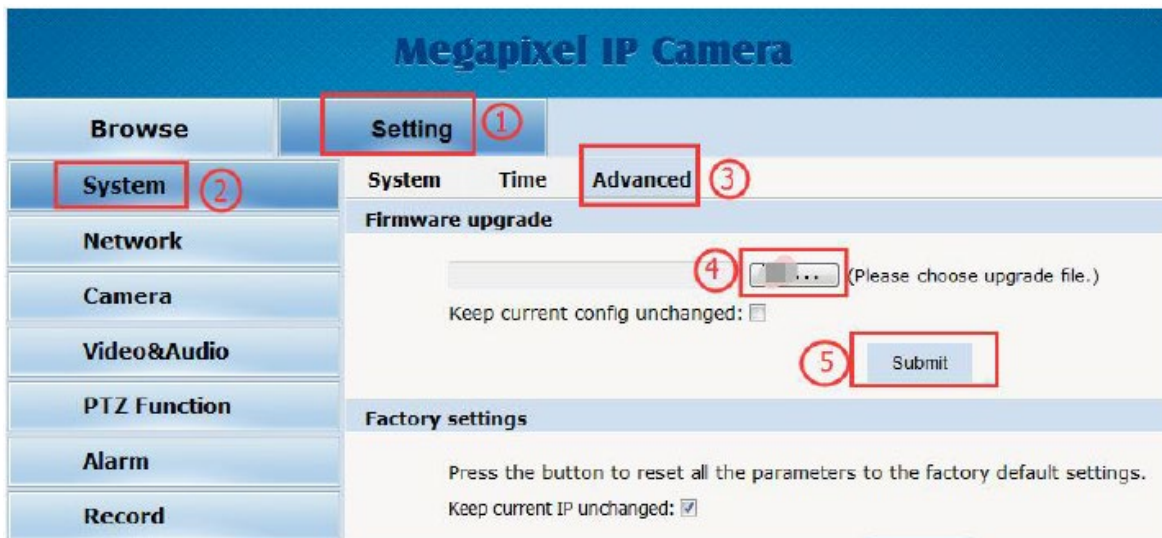 Megapixel IP Camera
Browse
Setting
1
System
2
System Time Advanced
3
Firmware upgrade
Network
4
... (Please choose upgrade file.)
Camera
Keep current config unchanged:
Video&Audio
5
Submit
PTZ Function
Factory settings
Alarm
Press the button to reset all the parameters to the factory default settings.
Record
Keep current IP unchanged: